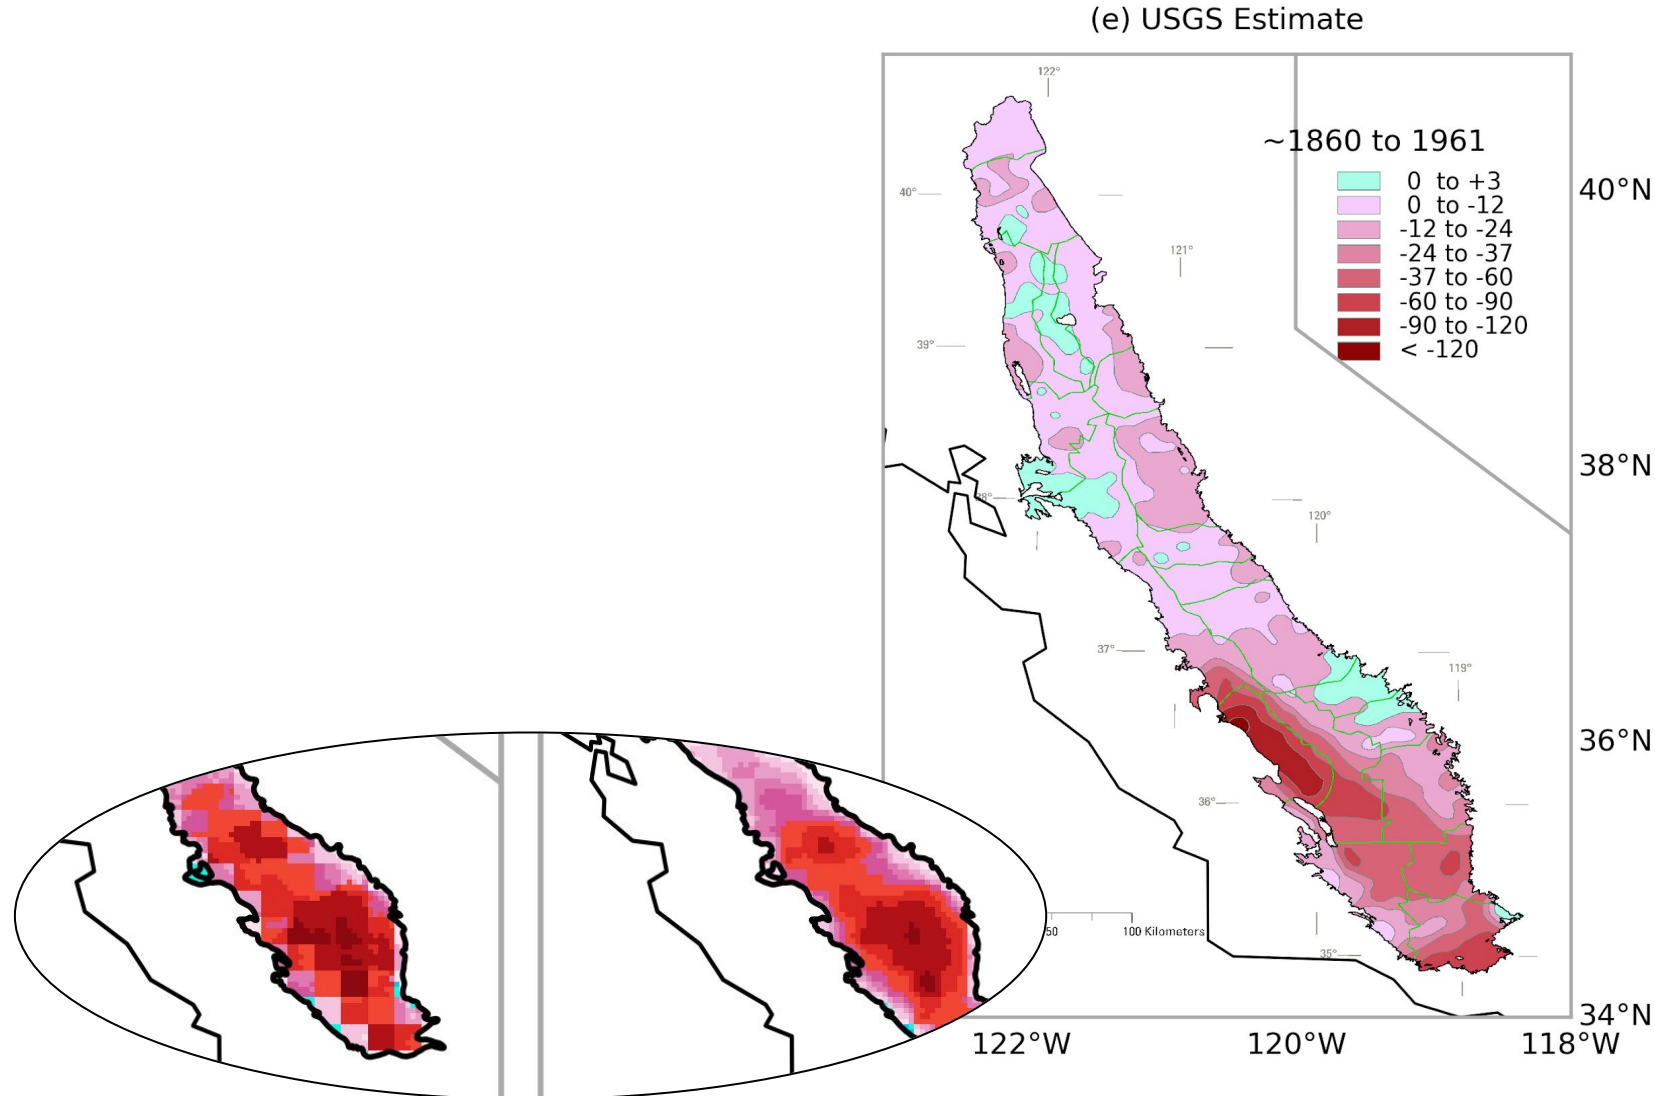 (e) USGS Estimate
122°
~1860 to 1961
0 to +3
0 to -12
-12 to -24
-24 to -37
-37 to -60
-60 to -90
-90 to -120
< -120
40°
40°N
121°
39°
38°N
38°
120°
37°
119°
36°N
36°
50
100 Kilometers
35°
34°N
122°W
120°W
118°W